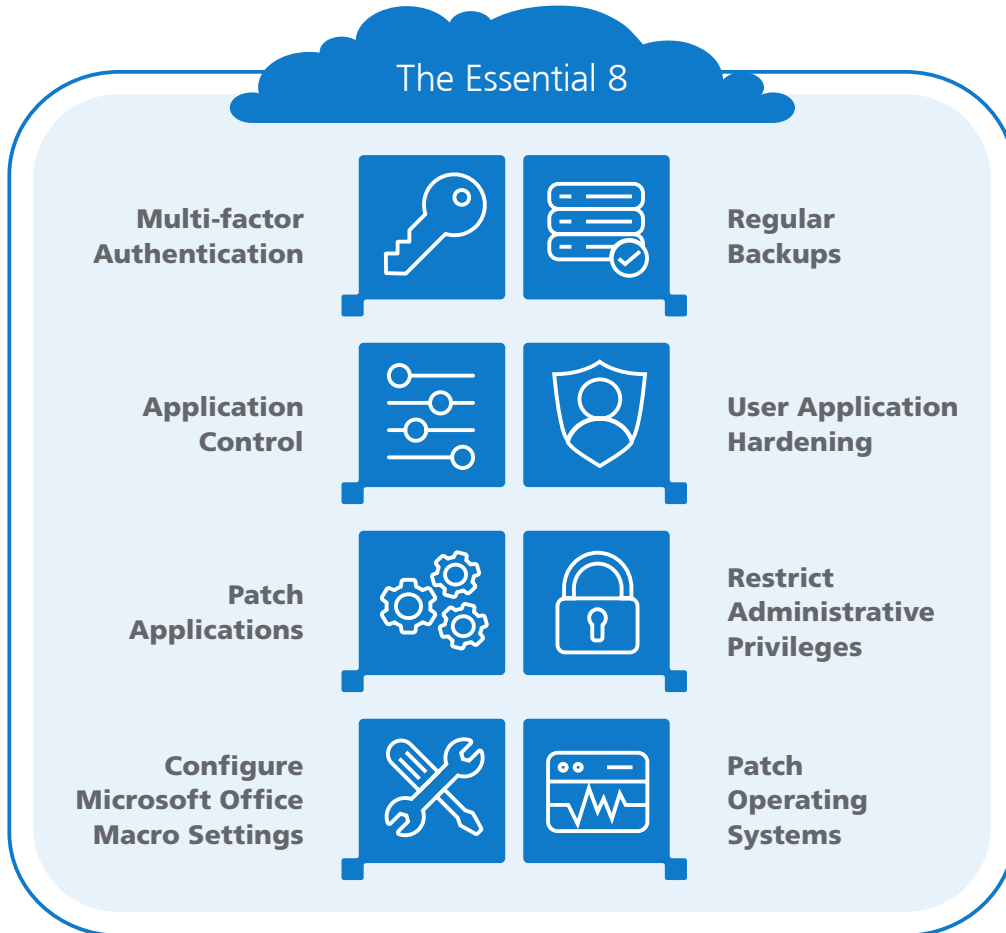 The Essential 8
Multi-factor
Authentication
Regular
Backups
Application
Control
User Application
Hardening
Patch
Applications
Restrict
Administrative
Privileges
Configure
Microsoft Office
Macro Settings
Patch
Operating
Systems